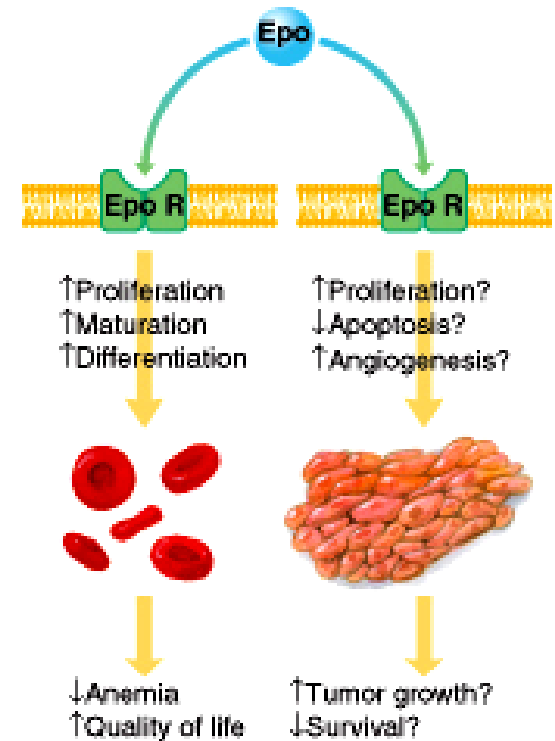 Epo
Epo R
Epo R
↑Proliferation
↑Maturation
↑Differentiation
↑Proliferation?
↓Apoptosis?
↑Angiogenesis?
↓Anemia
↑Quality of life
↑Tumor growth?
↓Survival?